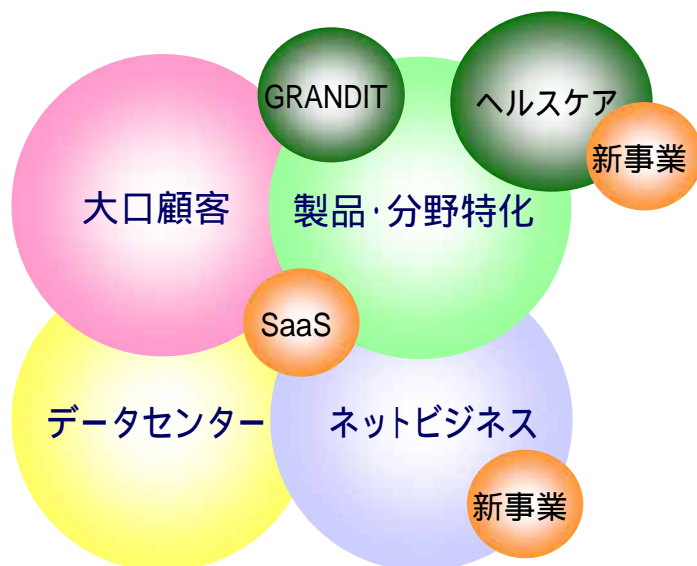 GRANDIT
ヘルスケア
新事業
大口顧客
製品・分野特化
SaaS
データセンター
ネットビジネス
新事業